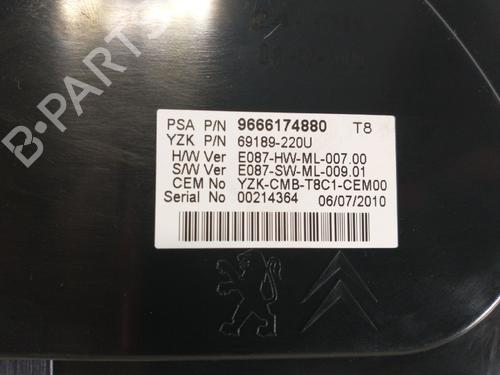 PSA P/N 9666174880 T8
YZK P/N 69189-220U
H/W Ver E087-HW-ML-007.00
S/W Ver E087-SW-ML-009.01
CEM No YZK-CMB-T8C1-CEM00
Serial No 00214364 06/07/2010